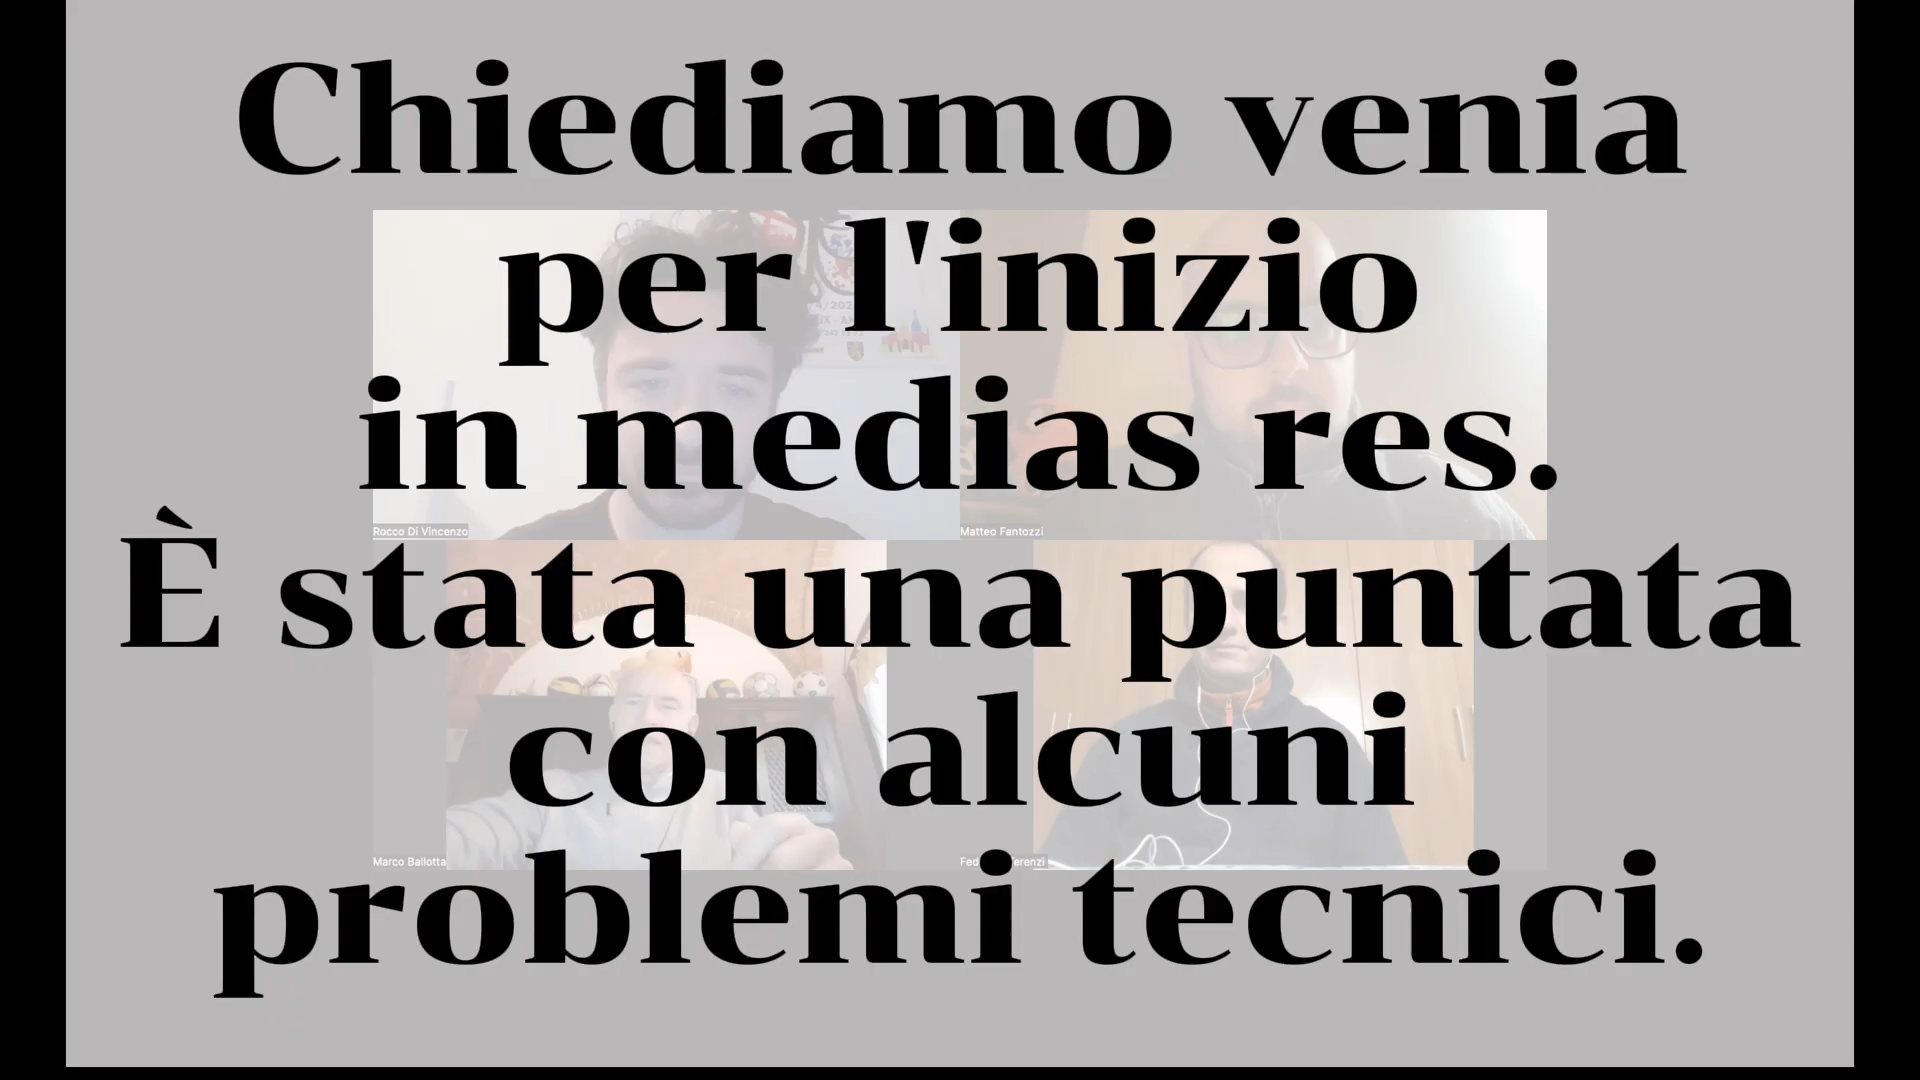 Chiediamo venia
per l'inizio
in medias res.
È stata una puntata
con alcuni
problemi tecnici.
Rocco Di Vincenzo
Matteo Fantozzi
Marco Ballotta